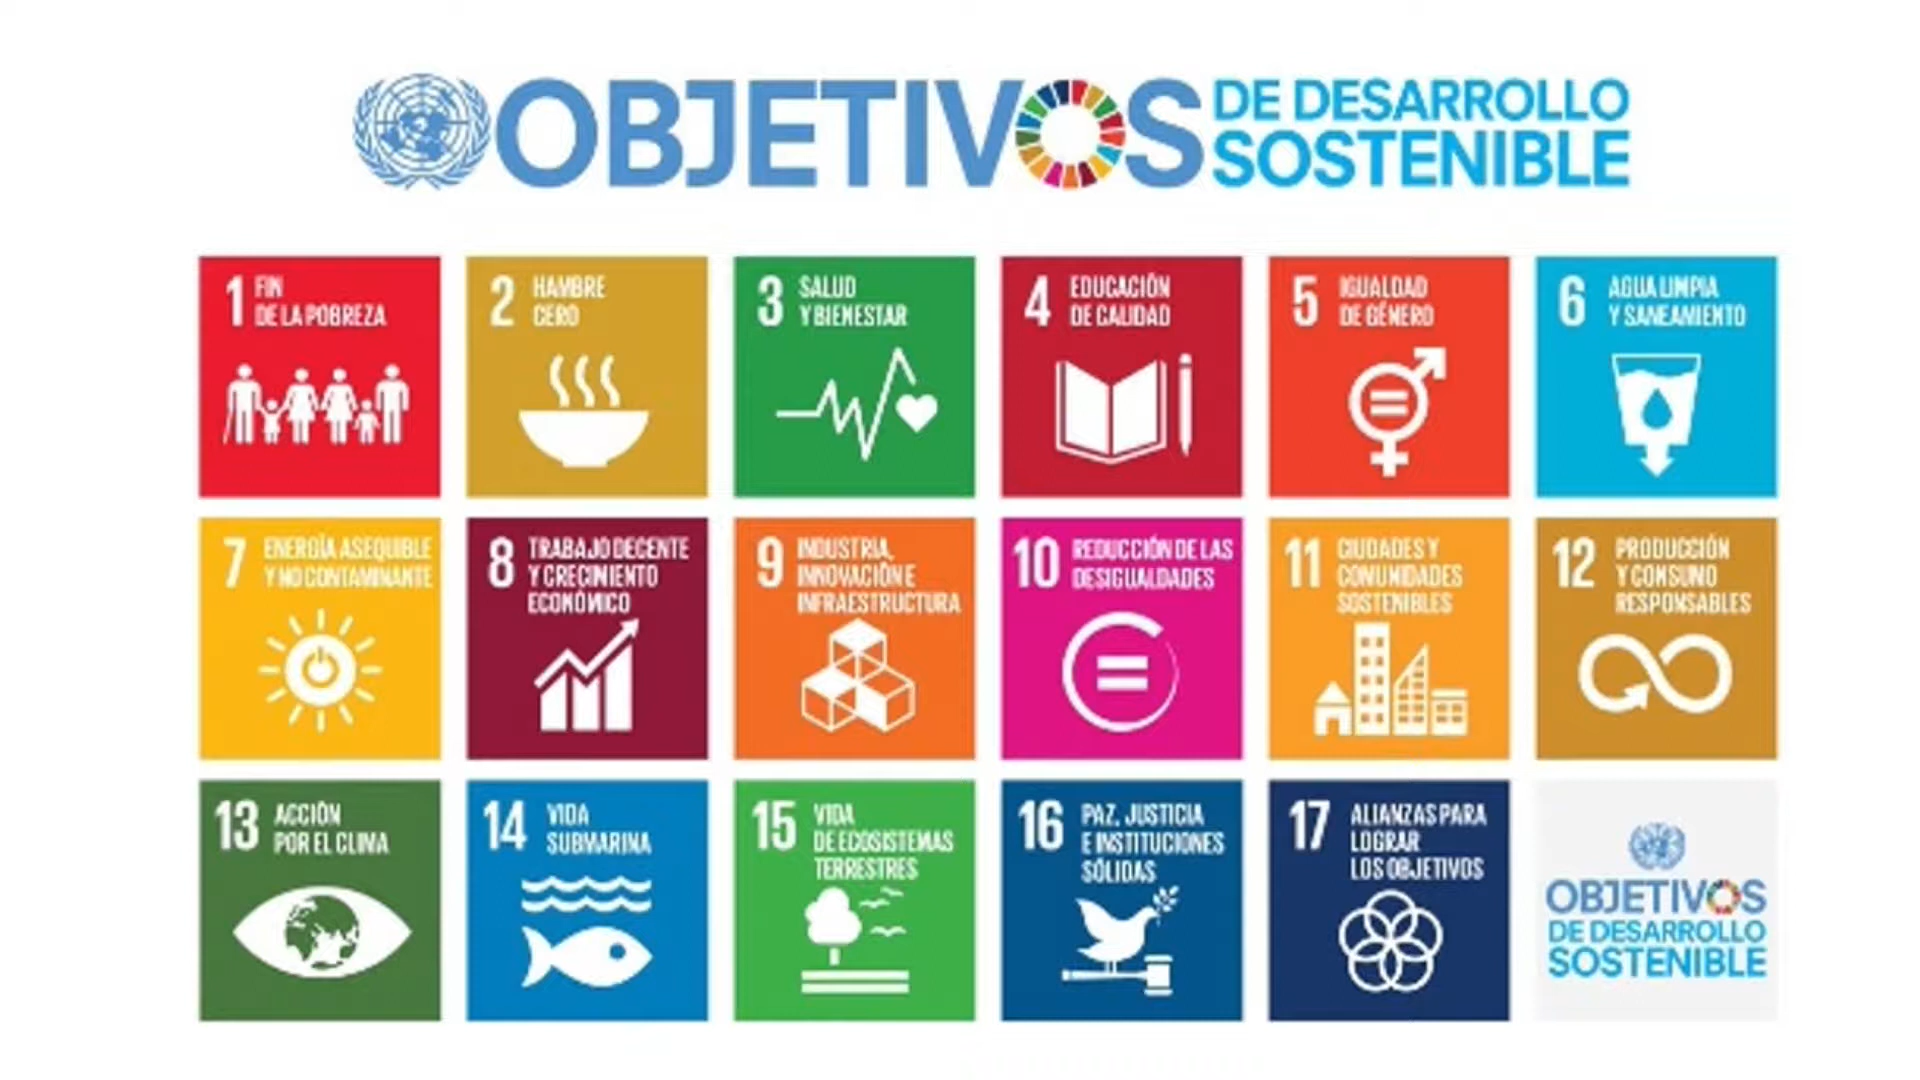 OBJETIVOS
DE DESARROLLO
SOSTENIBLE
1 FIN
DE LA POBREZA
2 HAMBRE
CERO
3 SALUD
Y BIENESTAR
4 EDUCACIÓN
DE CALIDAD
5 IGUALDAD
DE GÉNERO
6 AGUA LIMPIA
Y SANEAMIENTO
7 ENERGÍA ASEQUIBLE
Y NO CONTAMINANTE
8 TRABAJO DECENTE
Y CRECIMIENTO
ECONÓMICO
9 INDUSTRIA,
INNOVACIÓN E
INFRAESTRUCTURA
10 REDUCCIÓN DE LAS
DESIGUALDADES
11 CIUDADES Y
COMUNIDADES
SOSTENIBLES
12 PRODUCCIÓN
Y CONSUMO
RESPONSABLES
13 ACCIÓN
POR EL CLIMA
14 VIDA
SUBMARINA
15 VIDA
DE ECOSISTEMAS
TERRESTRES
16 PAZ, JUSTICIA
E INSTITUCIONES
SÓLIDAS
17 ALIANZAS PARA
LOGRAR
LOS OBJETIVOS
OBJETIVOS
DE DESARROLLO
SOSTENIBLE